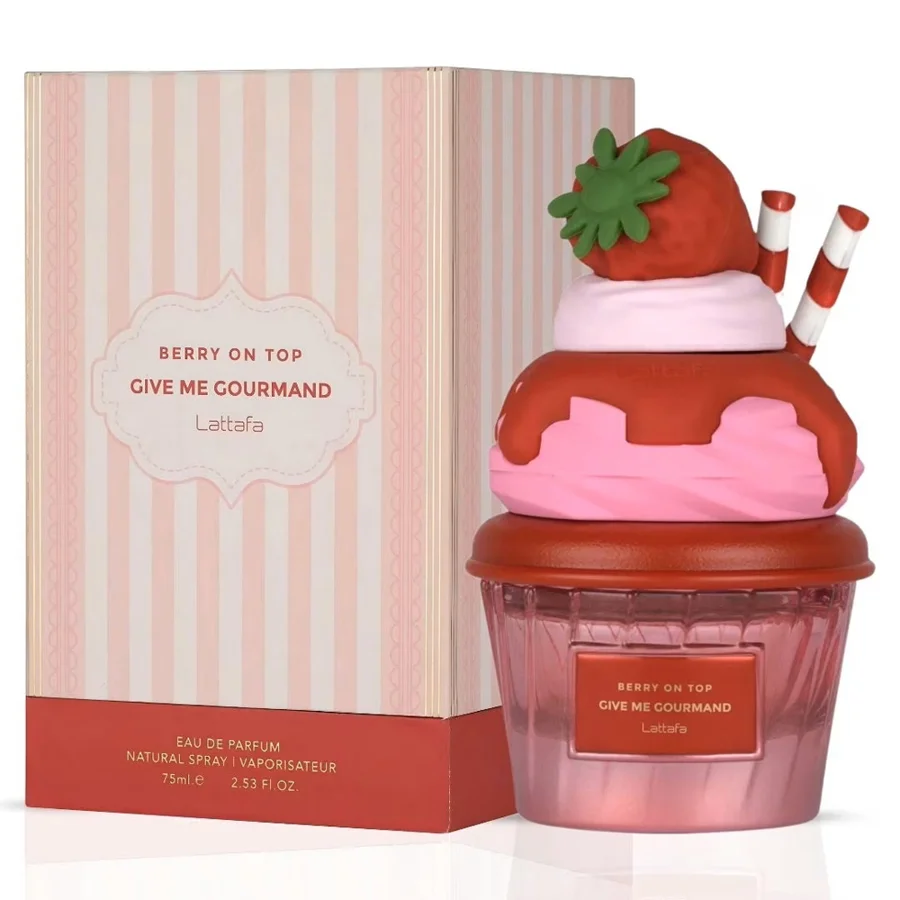 BERRY ON TOP
GIVE ME GOURMAND
Lattafa
EAU DE PARFUM
NATURAL SPRAY | VAPORISATEUR
75ml.e 2.53 Fl.OZ.
BERRY ON TOP
GIVE ME GOURMAND
Lattafa